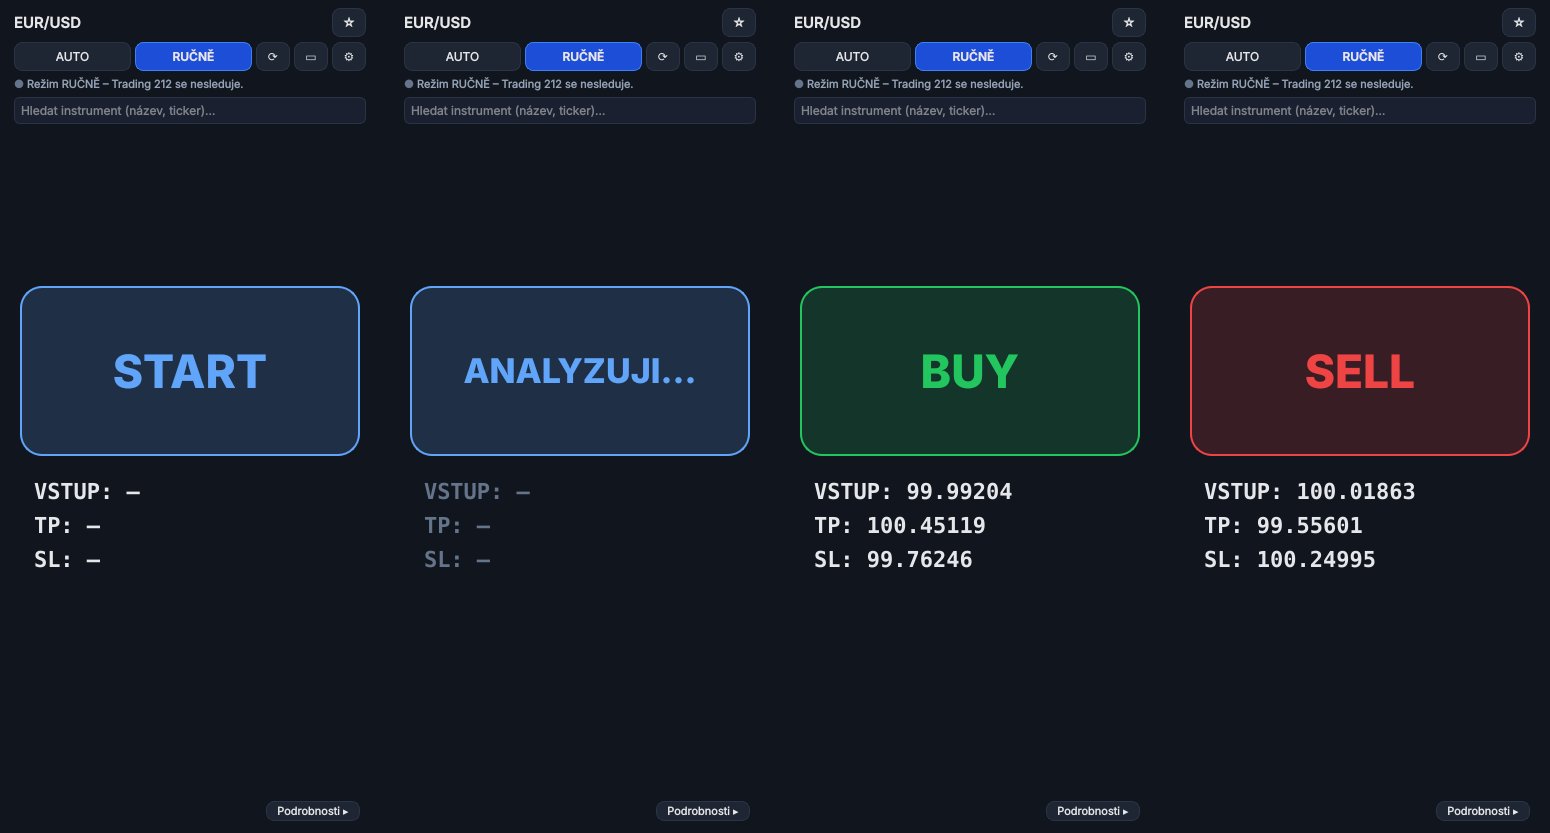 EUR/USD
☆
AUTO
RUČNĚ
Režim RUČNĚ – Trading 212 se nesleduje.
Hledat instrument (název, ticker)...
START
VSTUP: —
TP: —
SL: —
Podrobnosti ▸
EUR/USD
☆
AUTO
RUČNĚ
Režim RUČNĚ – Trading 212 se nesleduje.
Hledat instrument (název, ticker)...
ANALYZUJI...
VSTUP: —
TP: —
SL: —
Podrobnosti ▸
EUR/USD
☆
AUTO
RUČNĚ
Režim RUČNĚ – Trading 212 se nesleduje.
Hledat instrument (název, ticker)...
BUY
VSTUP: 99.99204
TP: 100.45119
SL: 99.76246
Podrobnosti ▸
EUR/USD
☆
AUTO
RUČNĚ
Režim RUČNĚ – Trading 212 se nesleduje.
Hledat instrument (název, ticker)...
SELL
VSTUP: 100.01863
TP: 99.55601
SL: 100.24995
Podrobnosti ▸